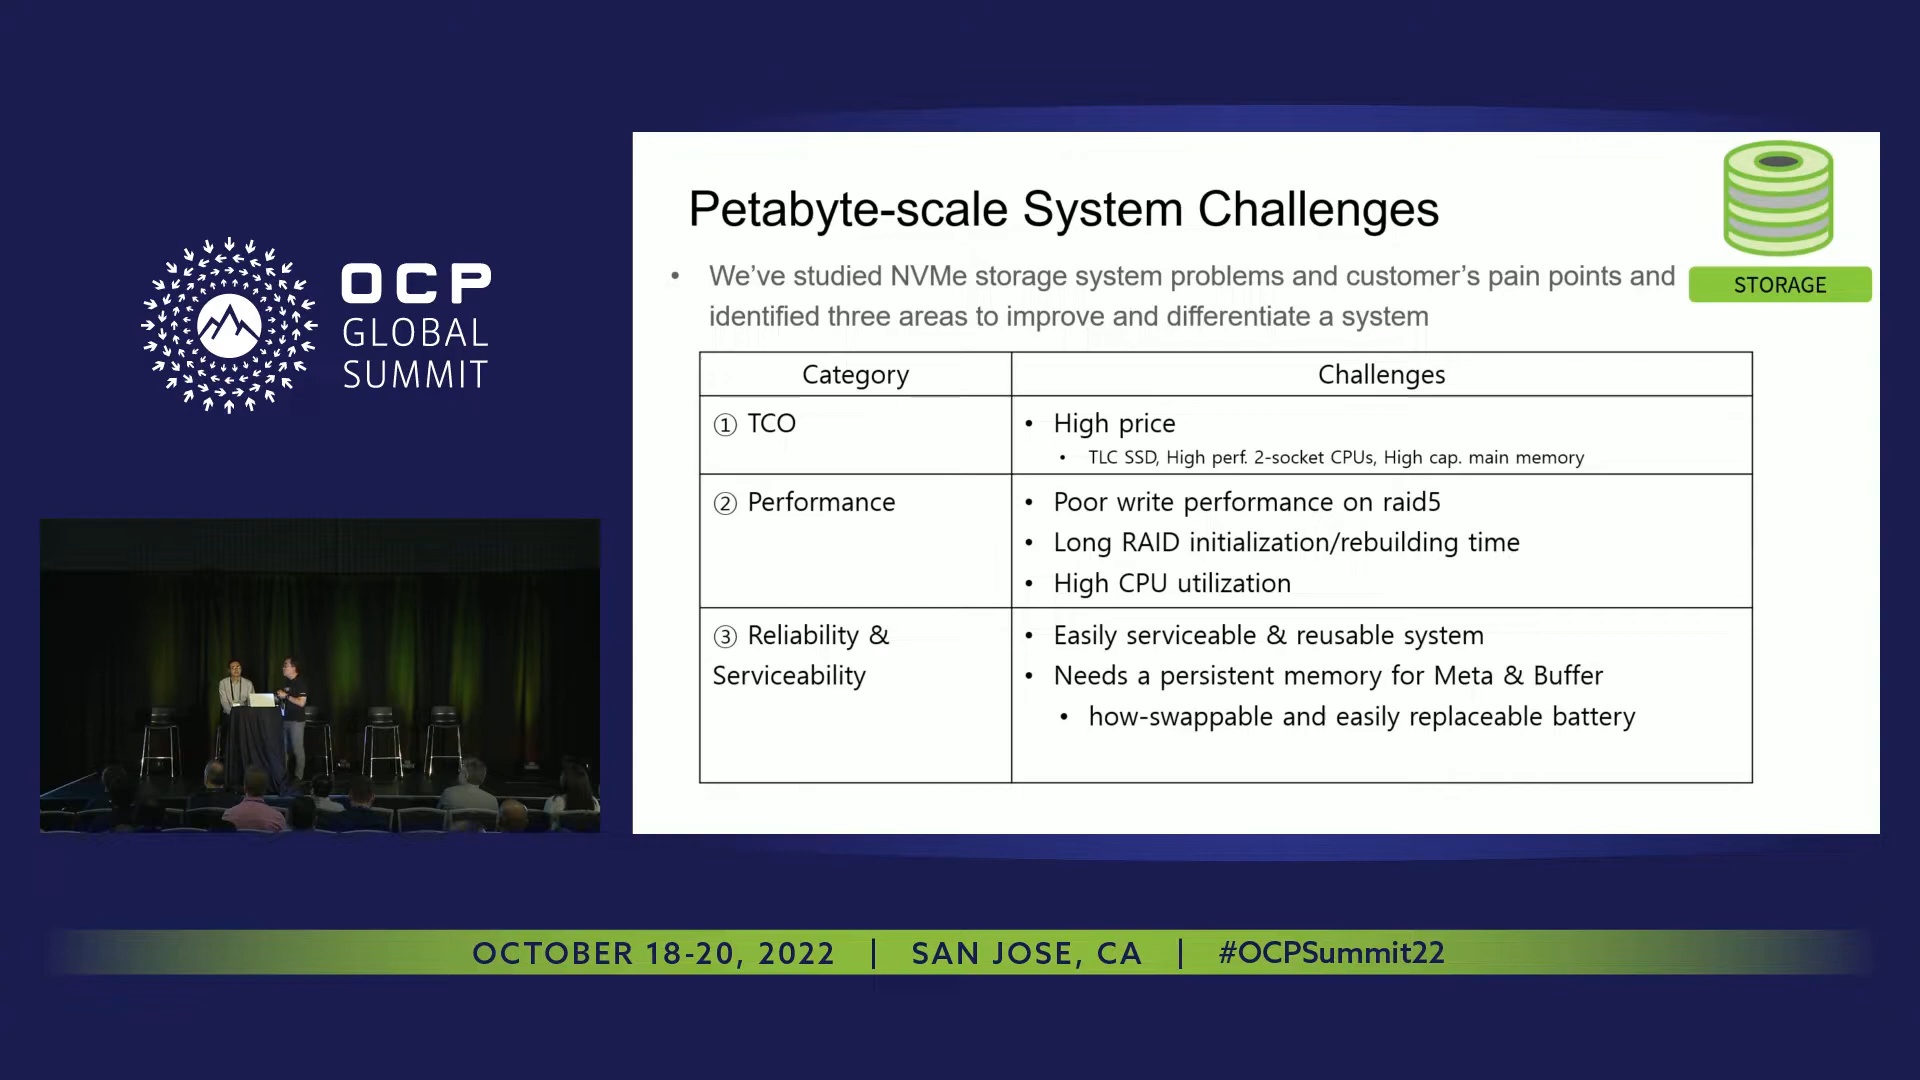 OCP
GLOBAL
SUMMIT
Petabyte-scale System Challenges
STORAGE
• We've studied NVMe storage system problems and customer's pain points and
identified three areas to improve and differentiate a system
Category
Challenges
① TCO
• High price
• TLC SSD, High perf. 2-socket CPUs, High cap. main memory
② Performance
• Poor write performance on raid5
• Long RAID initialization/rebuilding time
• High CPU utilization
③ Reliability &
Serviceability
• Easily serviceable & reusable system
• Needs a persistent memory for Meta & Buffer
• how-swappable and easily replaceable battery
OCTOBER 18-20, 2022 | SAN JOSE, CA | #OCPSummit22